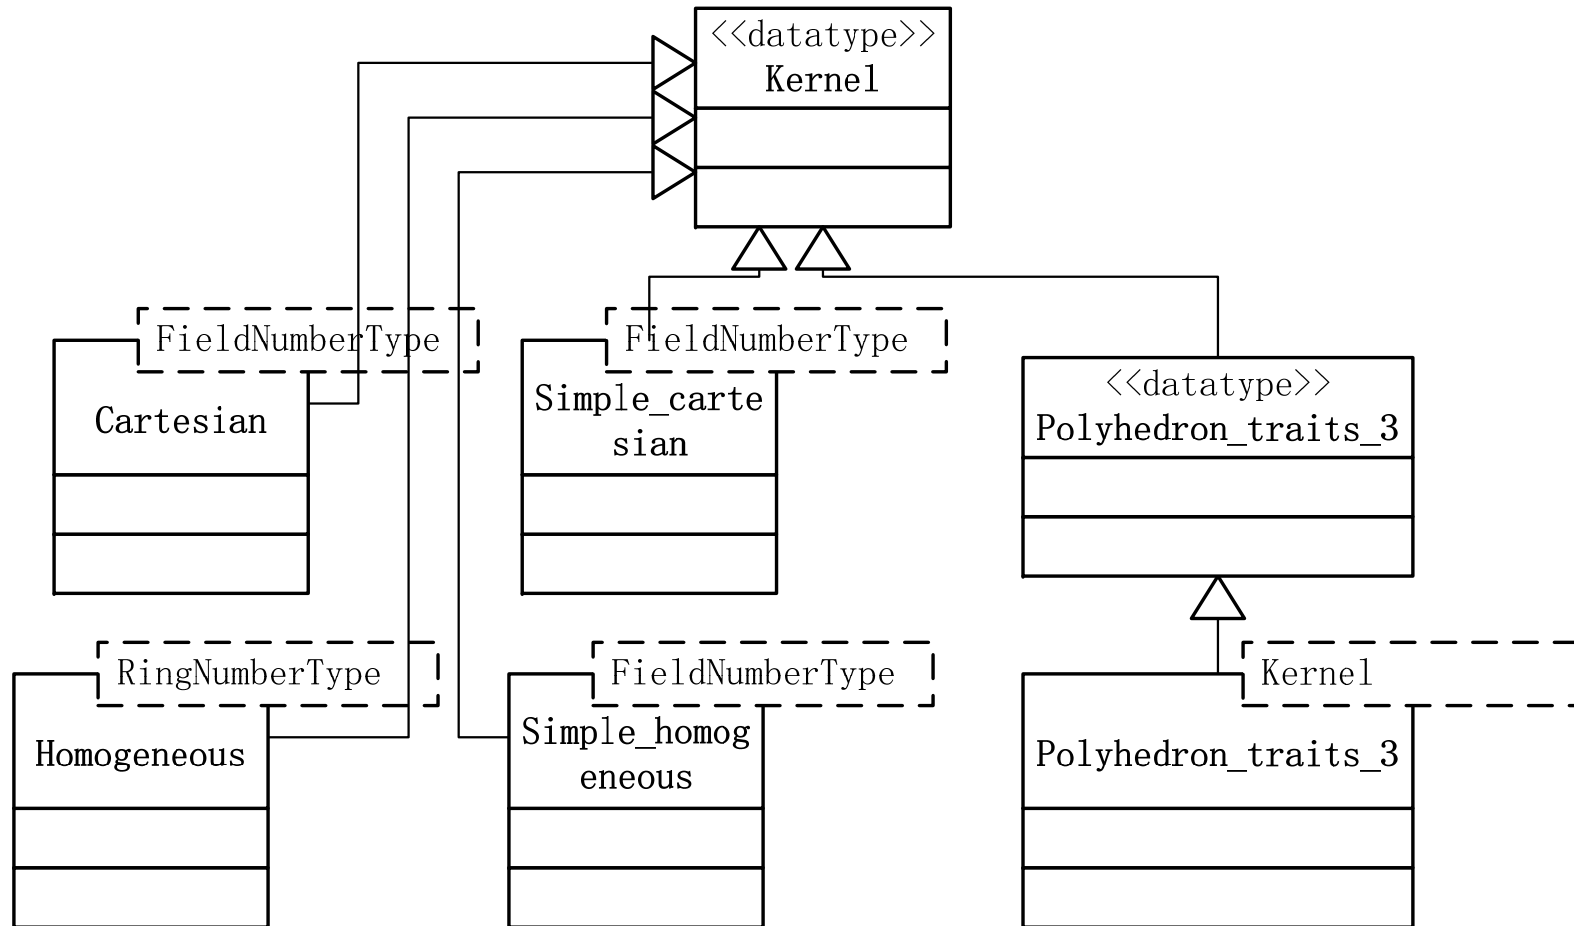 <<datatype>>
Kernel
FieldNumberType
Cartesian
FieldNumberType
Simple_carte
sian
<<datatype>>
Polyhedron_traits_3
RingNumberType
Homogeneous
FieldNumberType
Simple_homog
eneous
Kernel
Polyhedron_traits_3